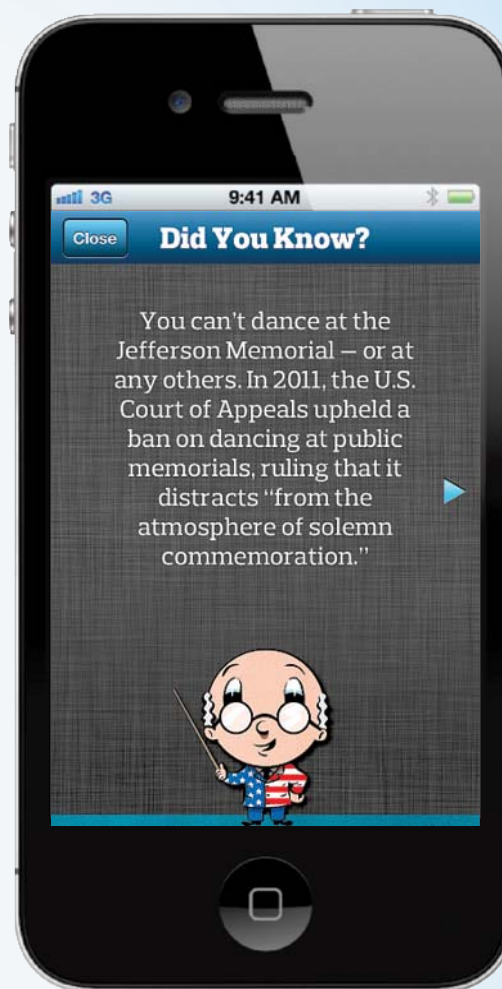 3G 9:41 AM
Close Did You Know?
You can't dance at the
Jefferson Memorial — or at
any others. In 2011, the U.S.
Court of Appeals upheld a
ban on dancing at public
memorials, ruling that it
distracts “from the
atmosphere of solemn
commemoration.”